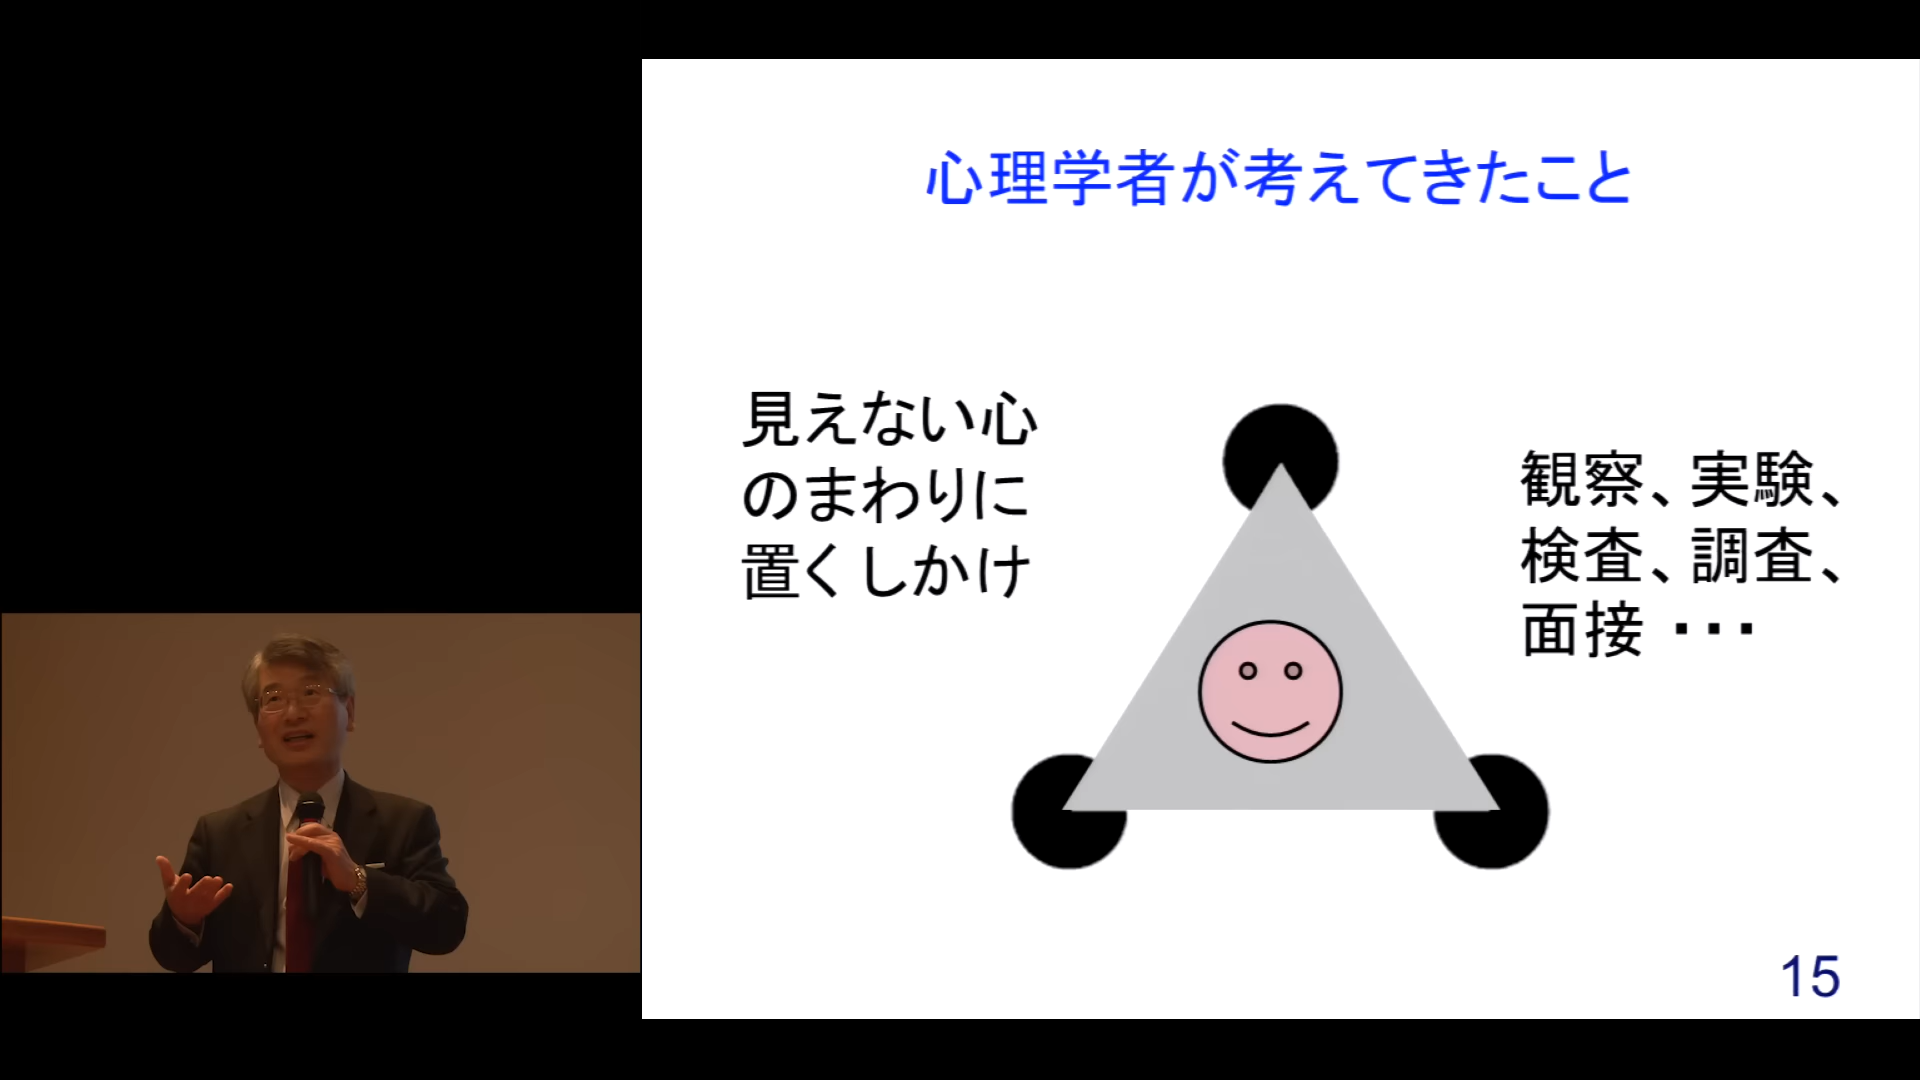 心理学者が考えてきたこと
見えない心
のまわりに
置くしかけ
観察、実験、
検査、調査、
面接 ・・・
15